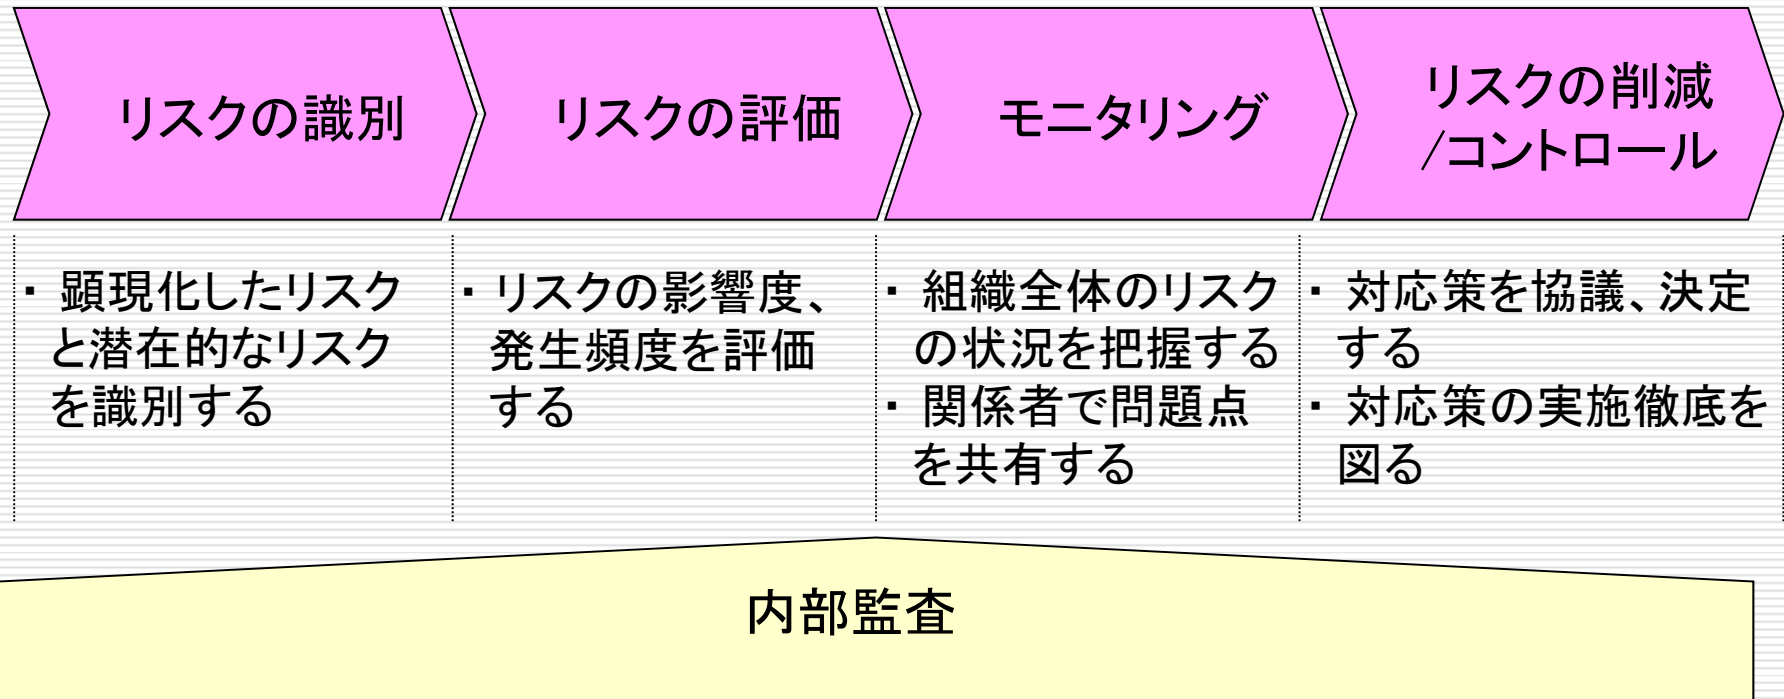 リスクの識別
リスクの評価
モニタリング
リスクの削減
/コントロール
・ 顕現化したリスク
と潜在的なリスク
を識別する
・ リスクの影響度、
発生頻度を評価
する
・ 組織全体のリスク
の状況を把握する
・ 関係者で問題点
を共有する
・ 対応策を協議、決定
する
・ 対応策の実施徹底を
図る
内部監査